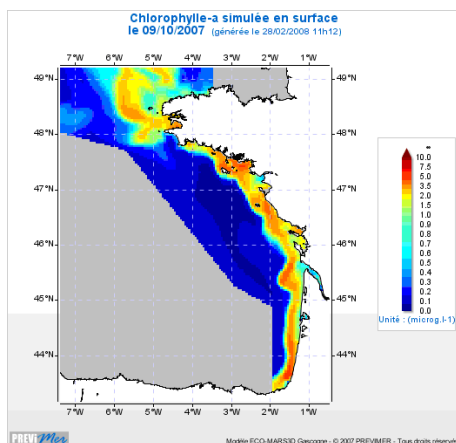 Chlorophylle-a simulée en surface
le 09/10/2007 (générée le 28/02/2008 11h12)
7°W 6°W 5°W 4°W 3°W 2°W 1°W
49°N 49°N
48°N 48°N
47°N 47°N
46°N 46°N
45°N 45°N
44°N 44°N
7°W 6°W 5°W 4°W 3°W 2°W 1°W
10.0
7.5
5.0
3.5
2.0
1.5
1.0
0.9
0.8
0.7
0.6
0.5
0.4
0.3
0.2
0.1
0.0
Unité : (microg.l-1)
PREVIMer
Modèle ECO-MARS3D Gascogne - © 2007 PREVIMER - Tous droits réservés